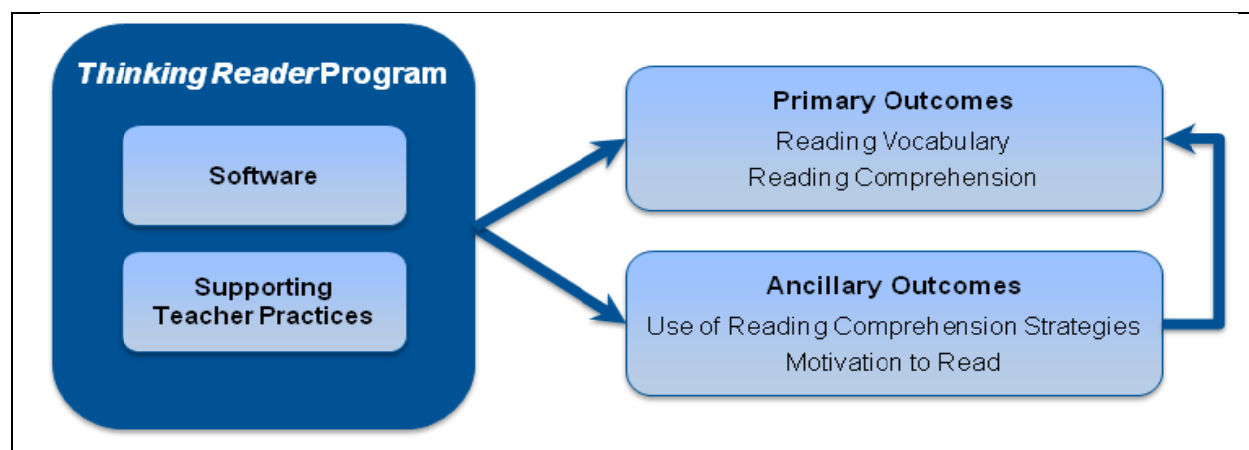 Thinking Reader Program
Software
Supporting
Teacher Practices
Primary Outcomes
Reading Vocabulary
Reading Comprehension
Ancillary Outcomes
Use of Reading Comprehension Strategies
Motivation to Read